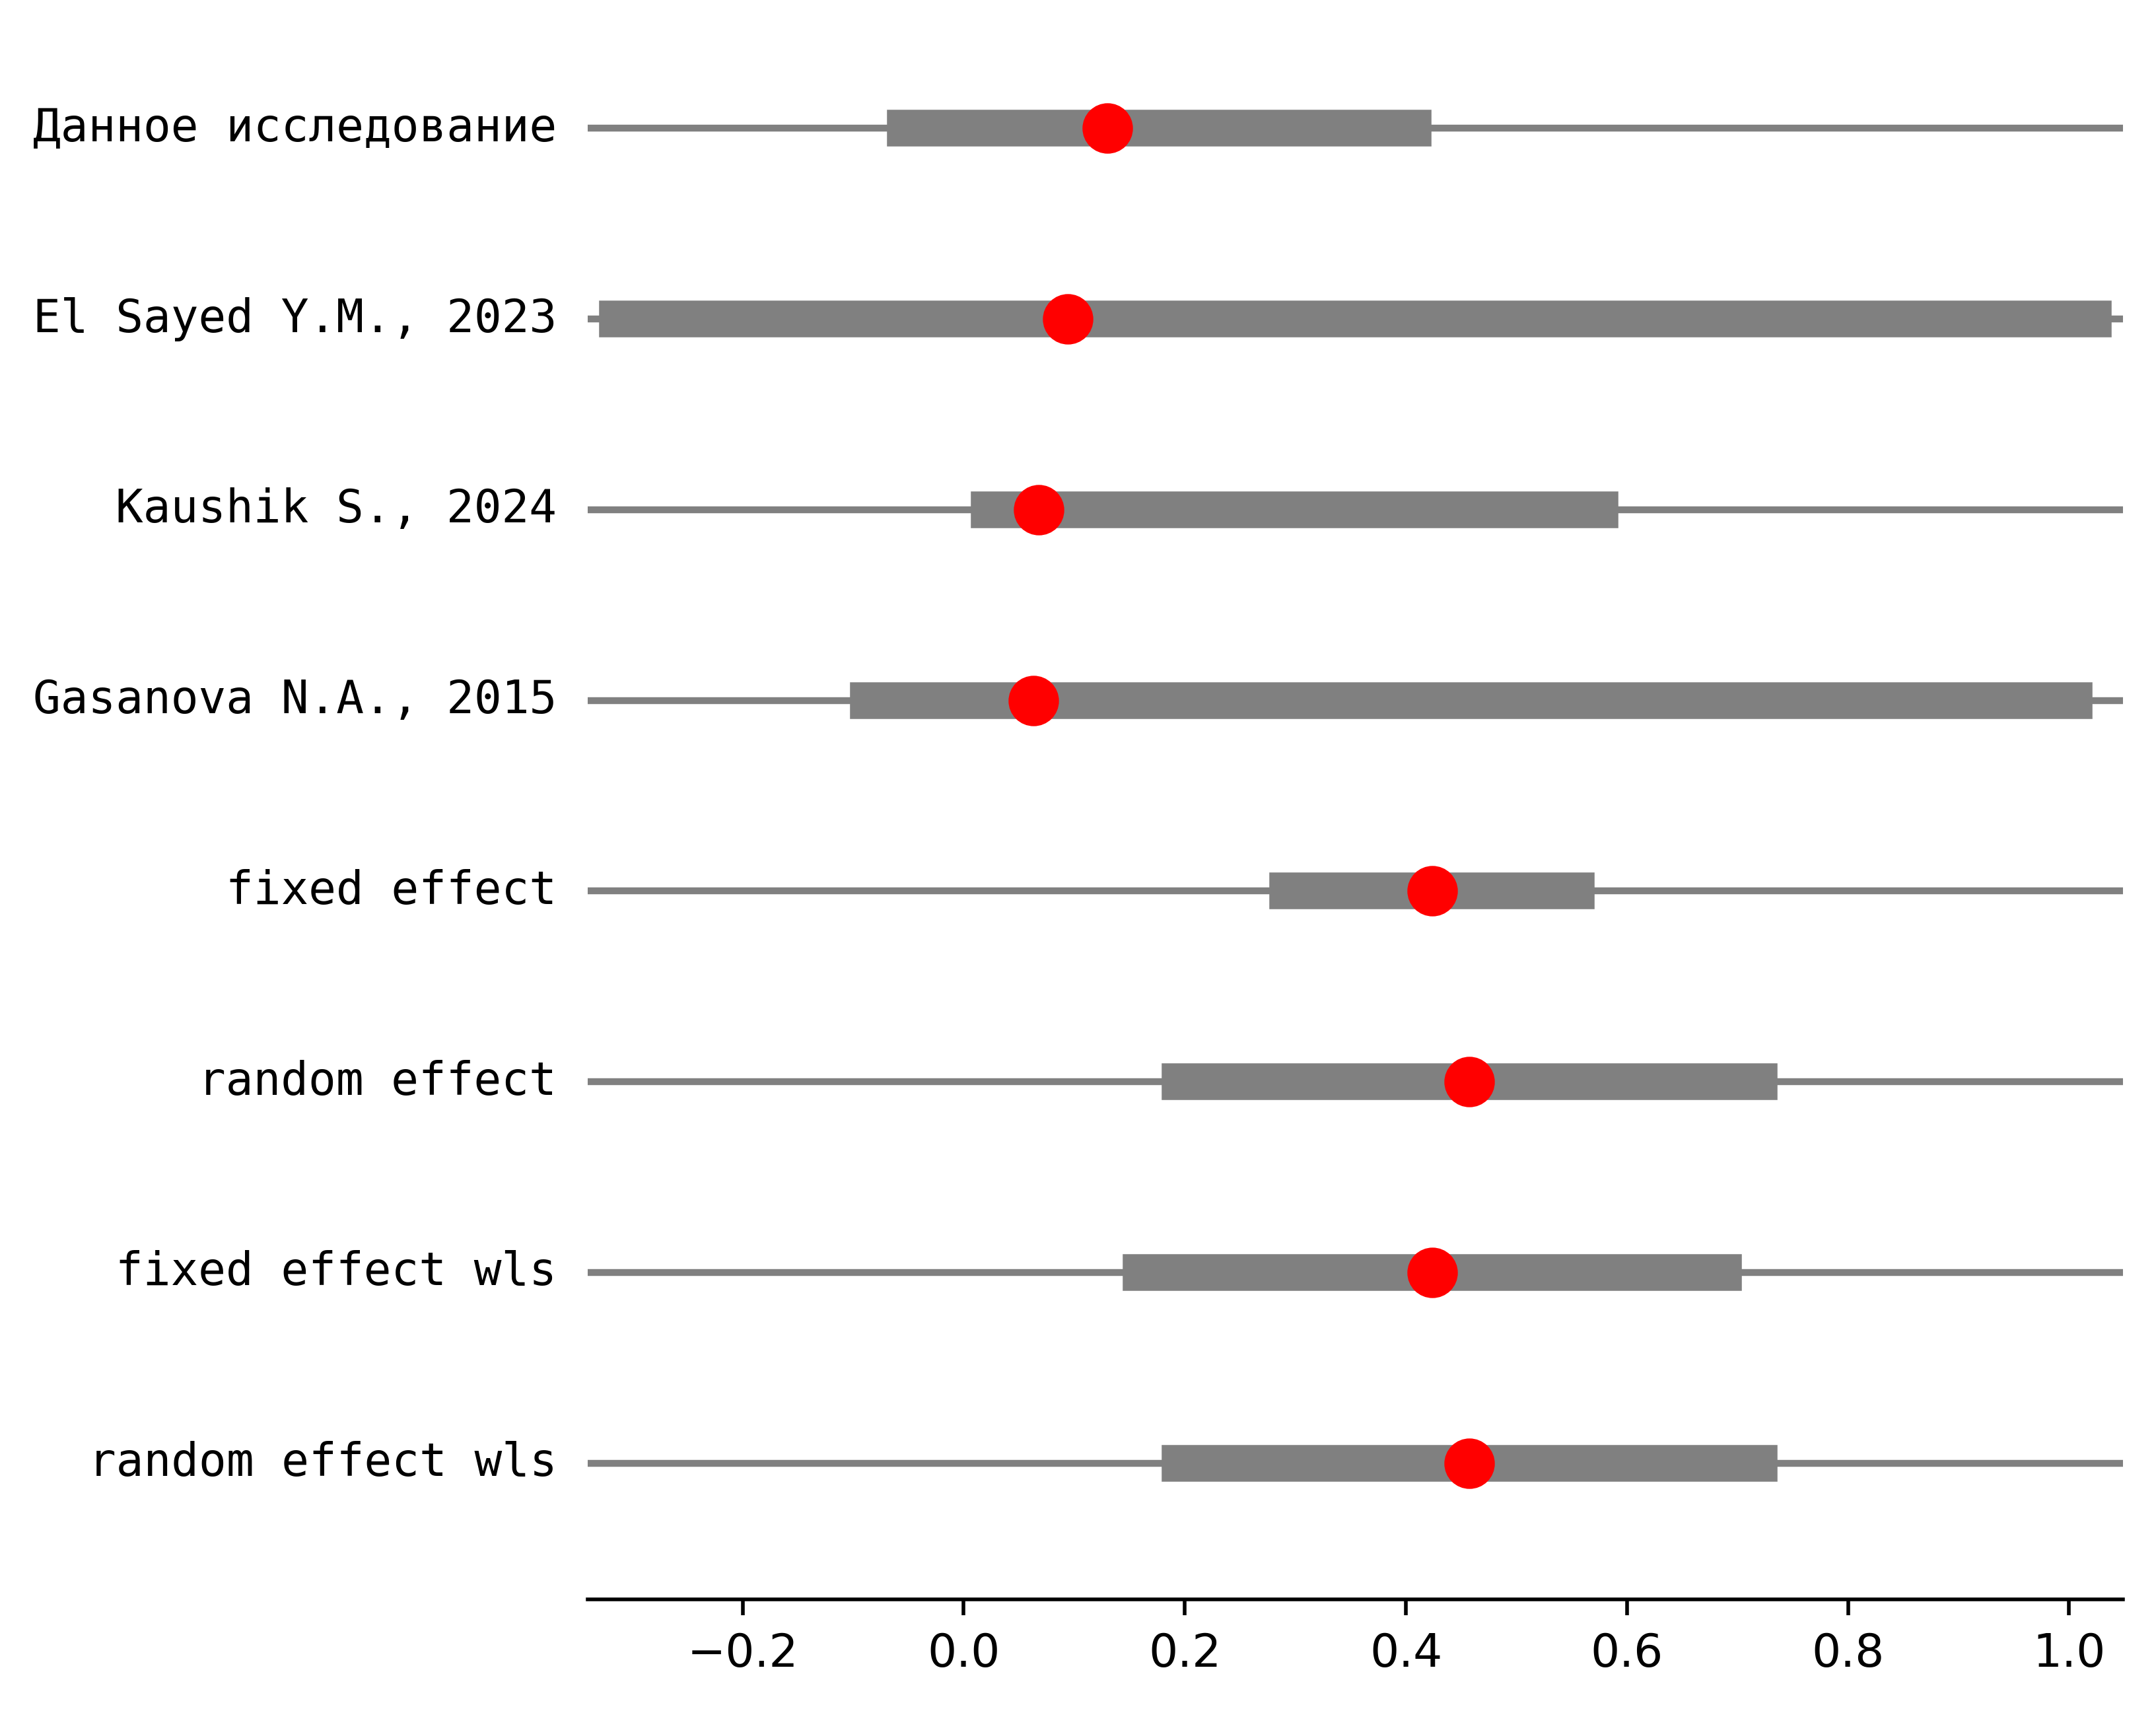 Данное исследование
El Sayed Y.M., 2023
Kaushik S., 2024
Gasanova N.A., 2015
fixed effect
random effect
fixed effect wls
random effect wls
−0.2 0.0 0.2 0.4 0.6 0.8 1.0